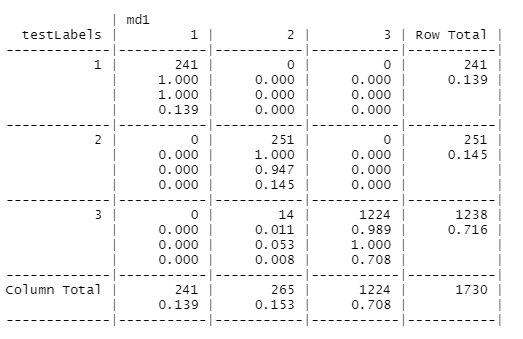 | md1
testLabels | 1 | 2 | 3 | Row Total |
-----------|-----------|-----------|-----------|-----------|
1 | 241 | 0 | 0 | 241 |
| 1.000 | 0.000 | 0.000 | 0.139 |
| 1.000 | 0.000 | 0.000 | |
| 0.139 | 0.000 | 0.000 | |
-----------|-----------|-----------|-----------|-----------|
2 | 0 | 251 | 0 | 251 |
| 0.000 | 1.000 | 0.000 | 0.145 |
| 0.000 | 0.947 | 0.000 | |
| 0.000 | 0.145 | 0.000 | |
-----------|-----------|-----------|-----------|-----------|
3 | 0 | 14 | 1224 | 1238 |
| 0.000 | 0.011 | 0.989 | 0.716 |
| 0.000 | 0.053 | 1.000 | |
| 0.000 | 0.008 | 0.708 | |
-----------|-----------|-----------|-----------|-----------|
Column Total | 241 | 265 | 1224 | 1730 |
| 0.139 | 0.153 | 0.708 | |
-----------|-----------|-----------|-----------|-----------|